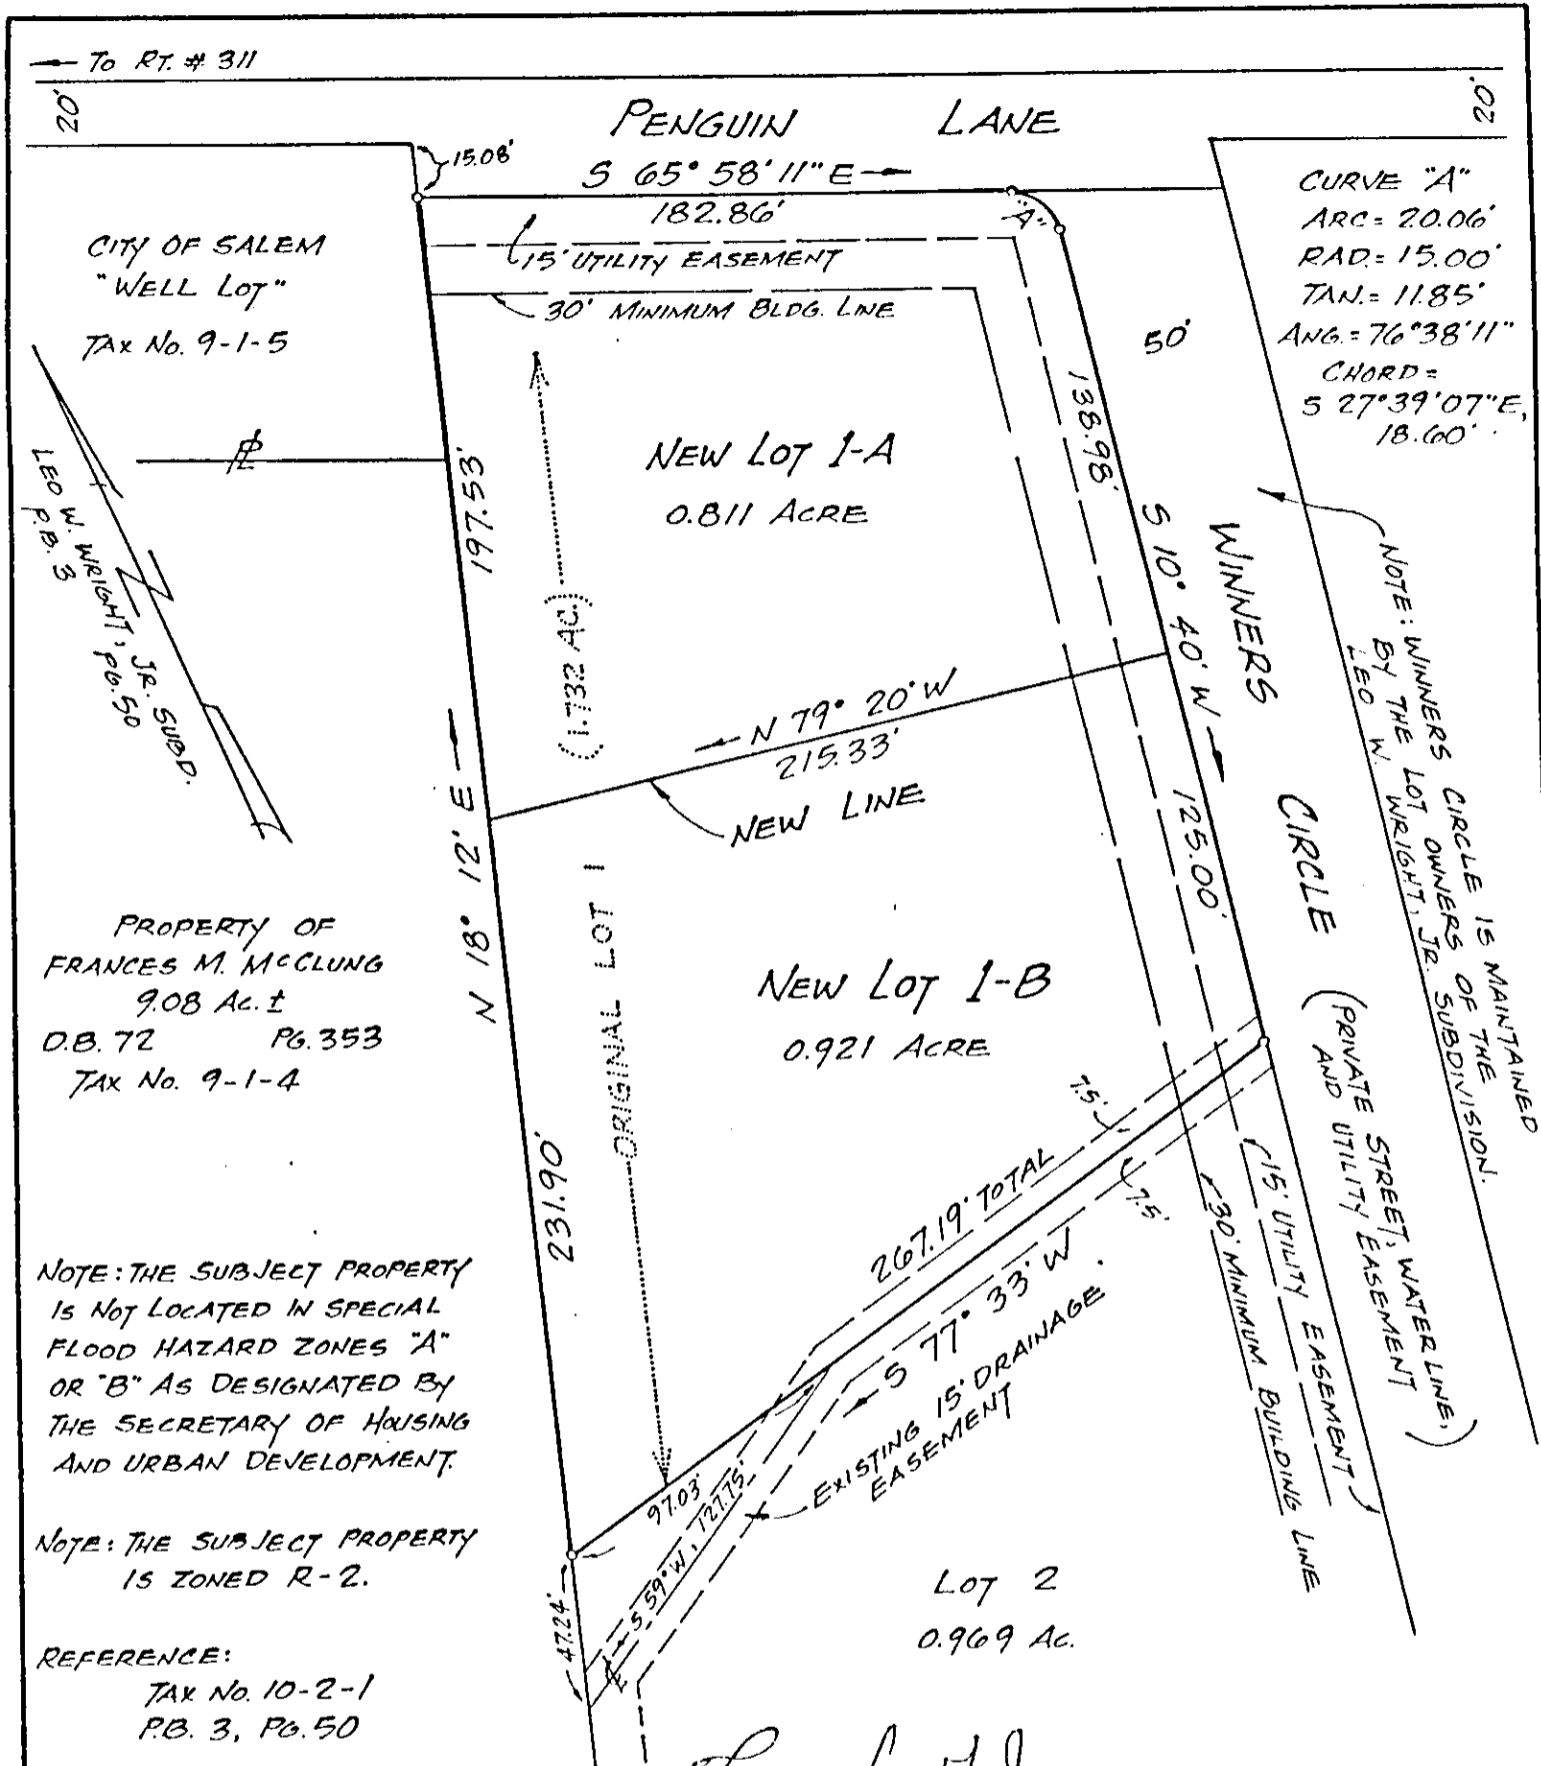 To RT. # 311
20'
PENGUIN LANE
20'
15.08'
S 65° 58' 11" E
182.86'
"A"
15' UTILITY EASEMENT
30' MINIMUM BLDG. LINE
CITY OF SALEM
"WELL LOT"
TAX No. 9-1-5
CURVE "A"
ARC = 20.06'
RAD. = 15.00'
TAN. = 11.85'
ANG. = 76°38'11"
CHORD =
S 27°39'07"E,
18.60'
50'
LEO W. WRIGHT, JR. SUBD.
P.B. 3 PG. 50
PL
N
197.53'
NEW LOT 1-A
0.811 ACRE
138.98'
S 10° 40' W
WINNERS CIRCLE
(PRIVATE STREET, WATER LINE,
AND UTILITY EASEMENT)
NOTE: WINNERS CIRCLE IS MAINTAINED
BY THE LOT OWNERS OF THE
LEO W. WRIGHT, JR. SUBDIVISION.
(1.732 AC.)
ORIGINAL LOT 1
N 79° 20' W
215.33'
NEW LINE
N 18° 12' E
125.00'
PROPERTY OF
FRANCES M. McCLUNG
9.08 Ac. ±
D.B. 72 PG. 353
TAX No. 9-1-4
NEW LOT 1-B
0.921 ACRE
231.90'
7.5'
7.5'
267.19' TOTAL
S 77° 33' W
EXISTING 15' DRAINAGE
EASEMENT
15' UTILITY EASEMENT
30' MINIMUM BUILDING LINE
NOTE: THE SUBJECT PROPERTY
IS NOT LOCATED IN SPECIAL
FLOOD HAZARD ZONES "A"
OR "B" AS DESIGNATED BY
THE SECRETARY OF HOUSING
AND URBAN DEVELOPMENT.
97.03'
S 59° W, 127.75'
47.24'
NOTE: THE SUBJECT PROPERTY
IS ZONED R-2.
LOT 2
0.969 Ac.
REFERENCE:
TAX No. 10-2-1
P.B. 3, PG. 50